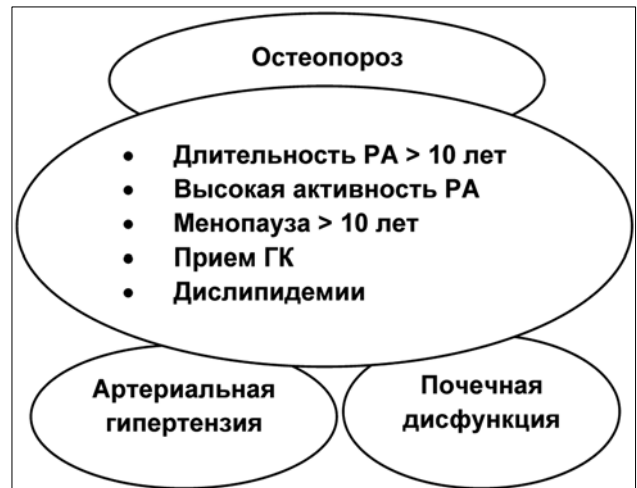 Остеопороз
• Длительность РА > 10 лет
• Высокая активность РА
• Менопауза > 10 лет
• Прием ГК
• Дислипидемии
Артериальная
гипертензия
Почечная
дисфункция